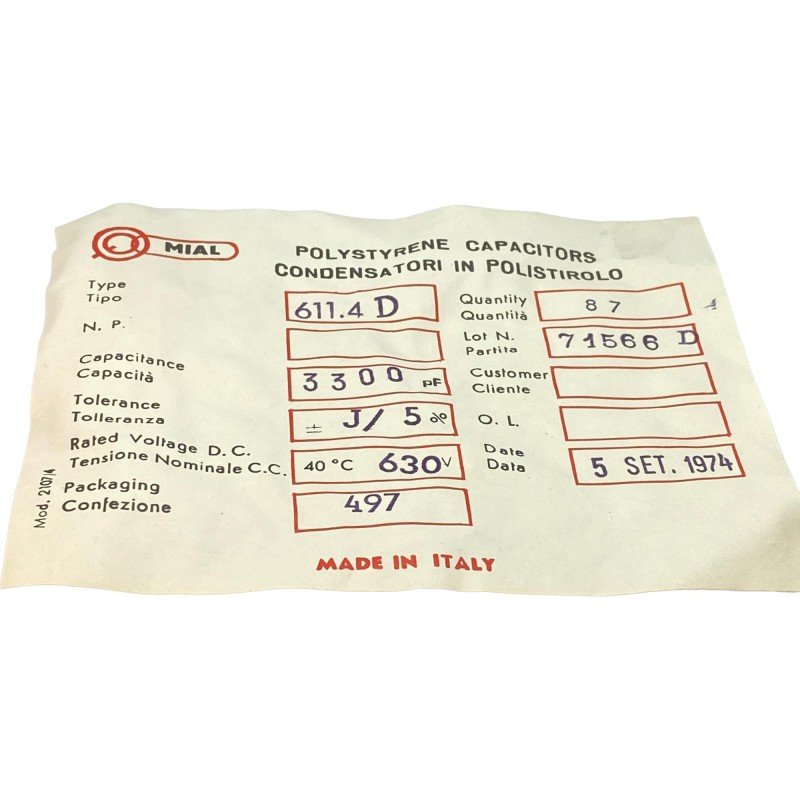 MIAL
POLYSTYRENE CAPACITORS
CONDENSATORI IN POLISTIROLO
Type
Tipo
611.4 D
N. P.
Capacitance
Capacità
3300 pF
Tolerance
Tolleranza
± J/ 5 %
Rated Voltage D.C.
Tensione Nominale C.C.
40 °C 630 V
Packaging
Confezione
497
Quantity
Quantità
87
Lot N.
Partita
71566 D
Customer
Cliente
O. L.
Date
Data
5 SET. 1974
Mod. 2107/4
MADE IN ITALY